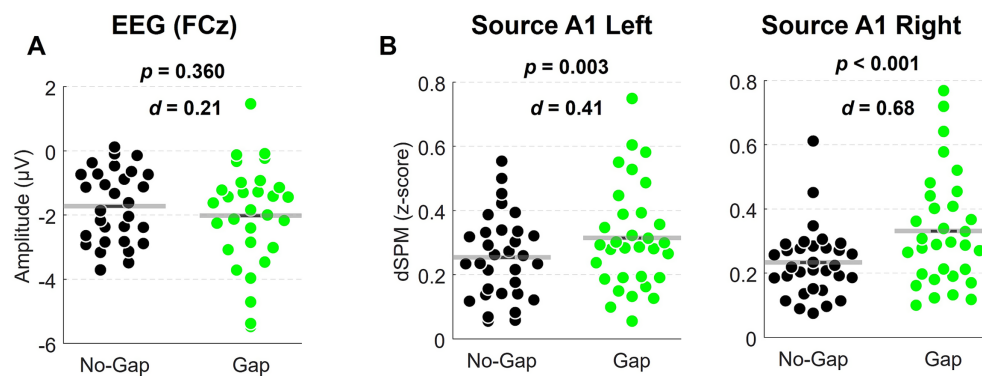 A
EEG (FCz)
p = 0.360
d = 0.21
Amplitude (µV)
2
0
-2
-4
-6
No-Gap
Gap
B
Source A1 Left
p = 0.003
d = 0.41
dSPM (z-score)
0.8
0.6
0.4
0.2
0
No-Gap
Gap
Source A1 Right
p < 0.001
d = 0.68
0.8
0.6
0.4
0.2
0
No-Gap
Gap